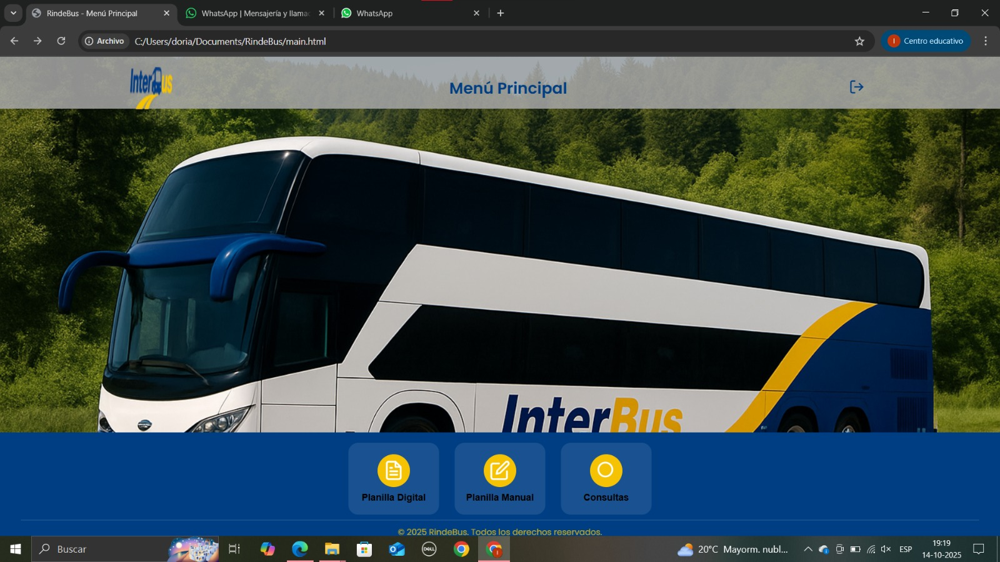 RindeBus - Menú Principal
WhatsApp | Mensajería y llamac
WhatsApp
Archivo
C:/Users/doria/Documents/RindeBus/main.html
Centro educativo
InterBus
Menú Principal
InterBus
Planilla Digital
Planilla Manual
Consultas
© 2025 RindeBus. Todos los derechos reservados.
Buscar
DELL
20°C Mayorm. nubl...
ESP
19:19
14-10-2025